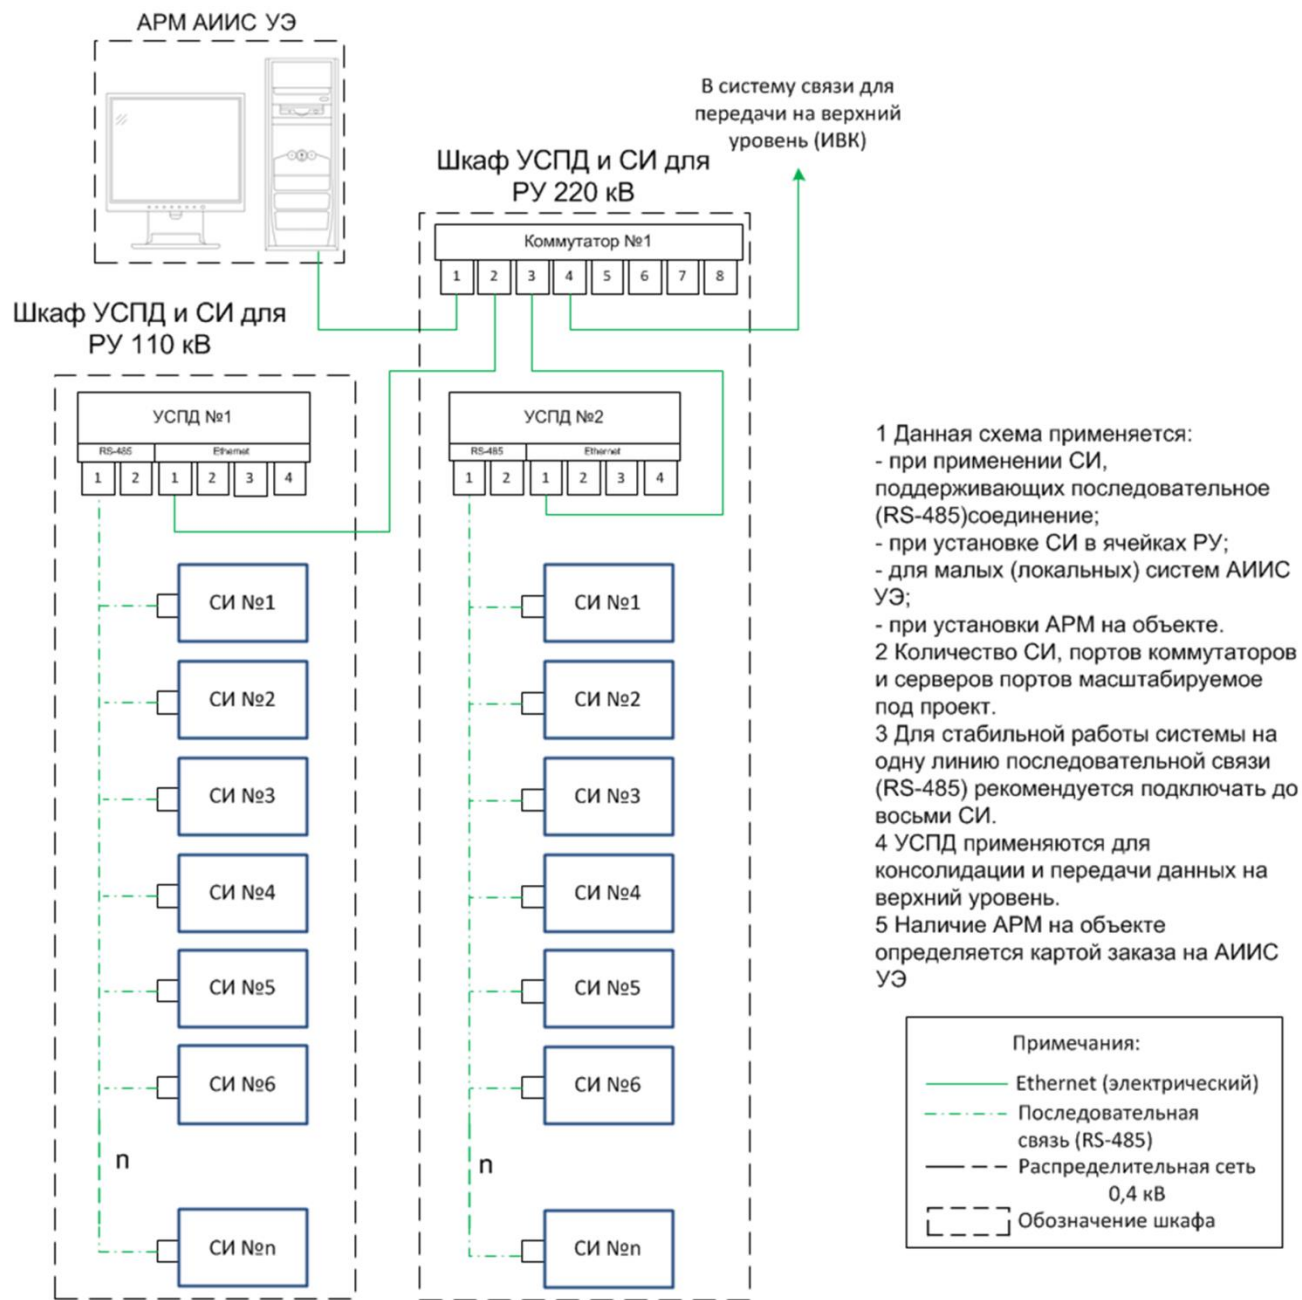 АРМ АИИС УЭ
В систему связи для
передачи на верхний
уровень (ИВК)
Шкаф УСПД и СИ для
РУ 220 кВ
Коммутатор №1
1 2 3 4 5 6 7 8
Шкаф УСПД и СИ для
РУ 110 кВ
УСПД №1
RS-485 Ethernet
1 2 1 2 3 4
СИ №1
СИ №2
СИ №3
СИ №4
СИ №5
СИ №6
n
СИ №n
УСПД №2
RS-485 Ethernet
1 2 1 2 3 4
СИ №1
СИ №2
СИ №3
СИ №4
СИ №5
СИ №6
n
СИ №n
1 Данная схема применяется:
- при применении СИ,
поддерживающих последовательное
(RS-485)соединение;
- при установке СИ в ячейках РУ;
- для малых (локальных) систем АИИС
УЭ;
- при установки АРМ на объекте.
2 Количество СИ, портов коммутаторов
и серверов портов масштабируемое
под проект.
3 Для стабильной работы системы на
одну линию последовательной связи
(RS-485) рекомендуется подключать до
восьми СИ.
4 УСПД применяются для
консолидации и передачи данных на
верхний уровень.
5 Наличие АРМ на объекте
определяется картой заказа на АИИС
УЭ
Примечания:
Ethernet (электрический)
Последовательная
связь (RS-485)
Распределительная сеть
0,4 кВ
Обозначение шкафа